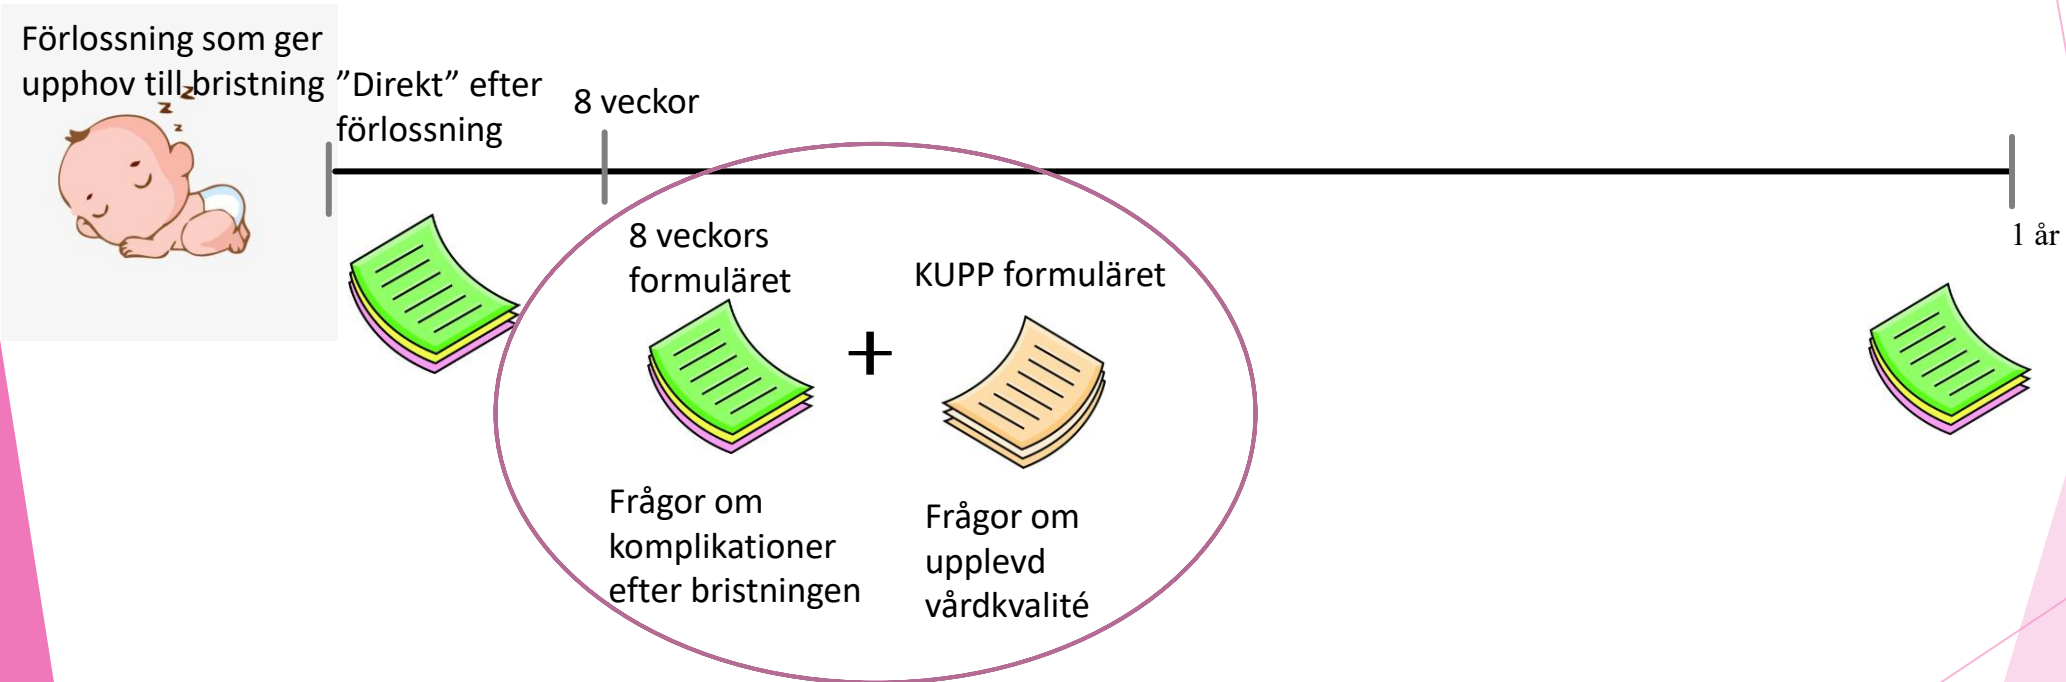 Förlossning som ger
upphov till bristning
”Direkt” efter
förlossning
8 veckor
1 år
8 veckors
formuläret
KUPP formuläret
+
Frågor om
komplikationer
efter bristningen
Frågor om
upplevd
vårdkvalité
z
z
z
z